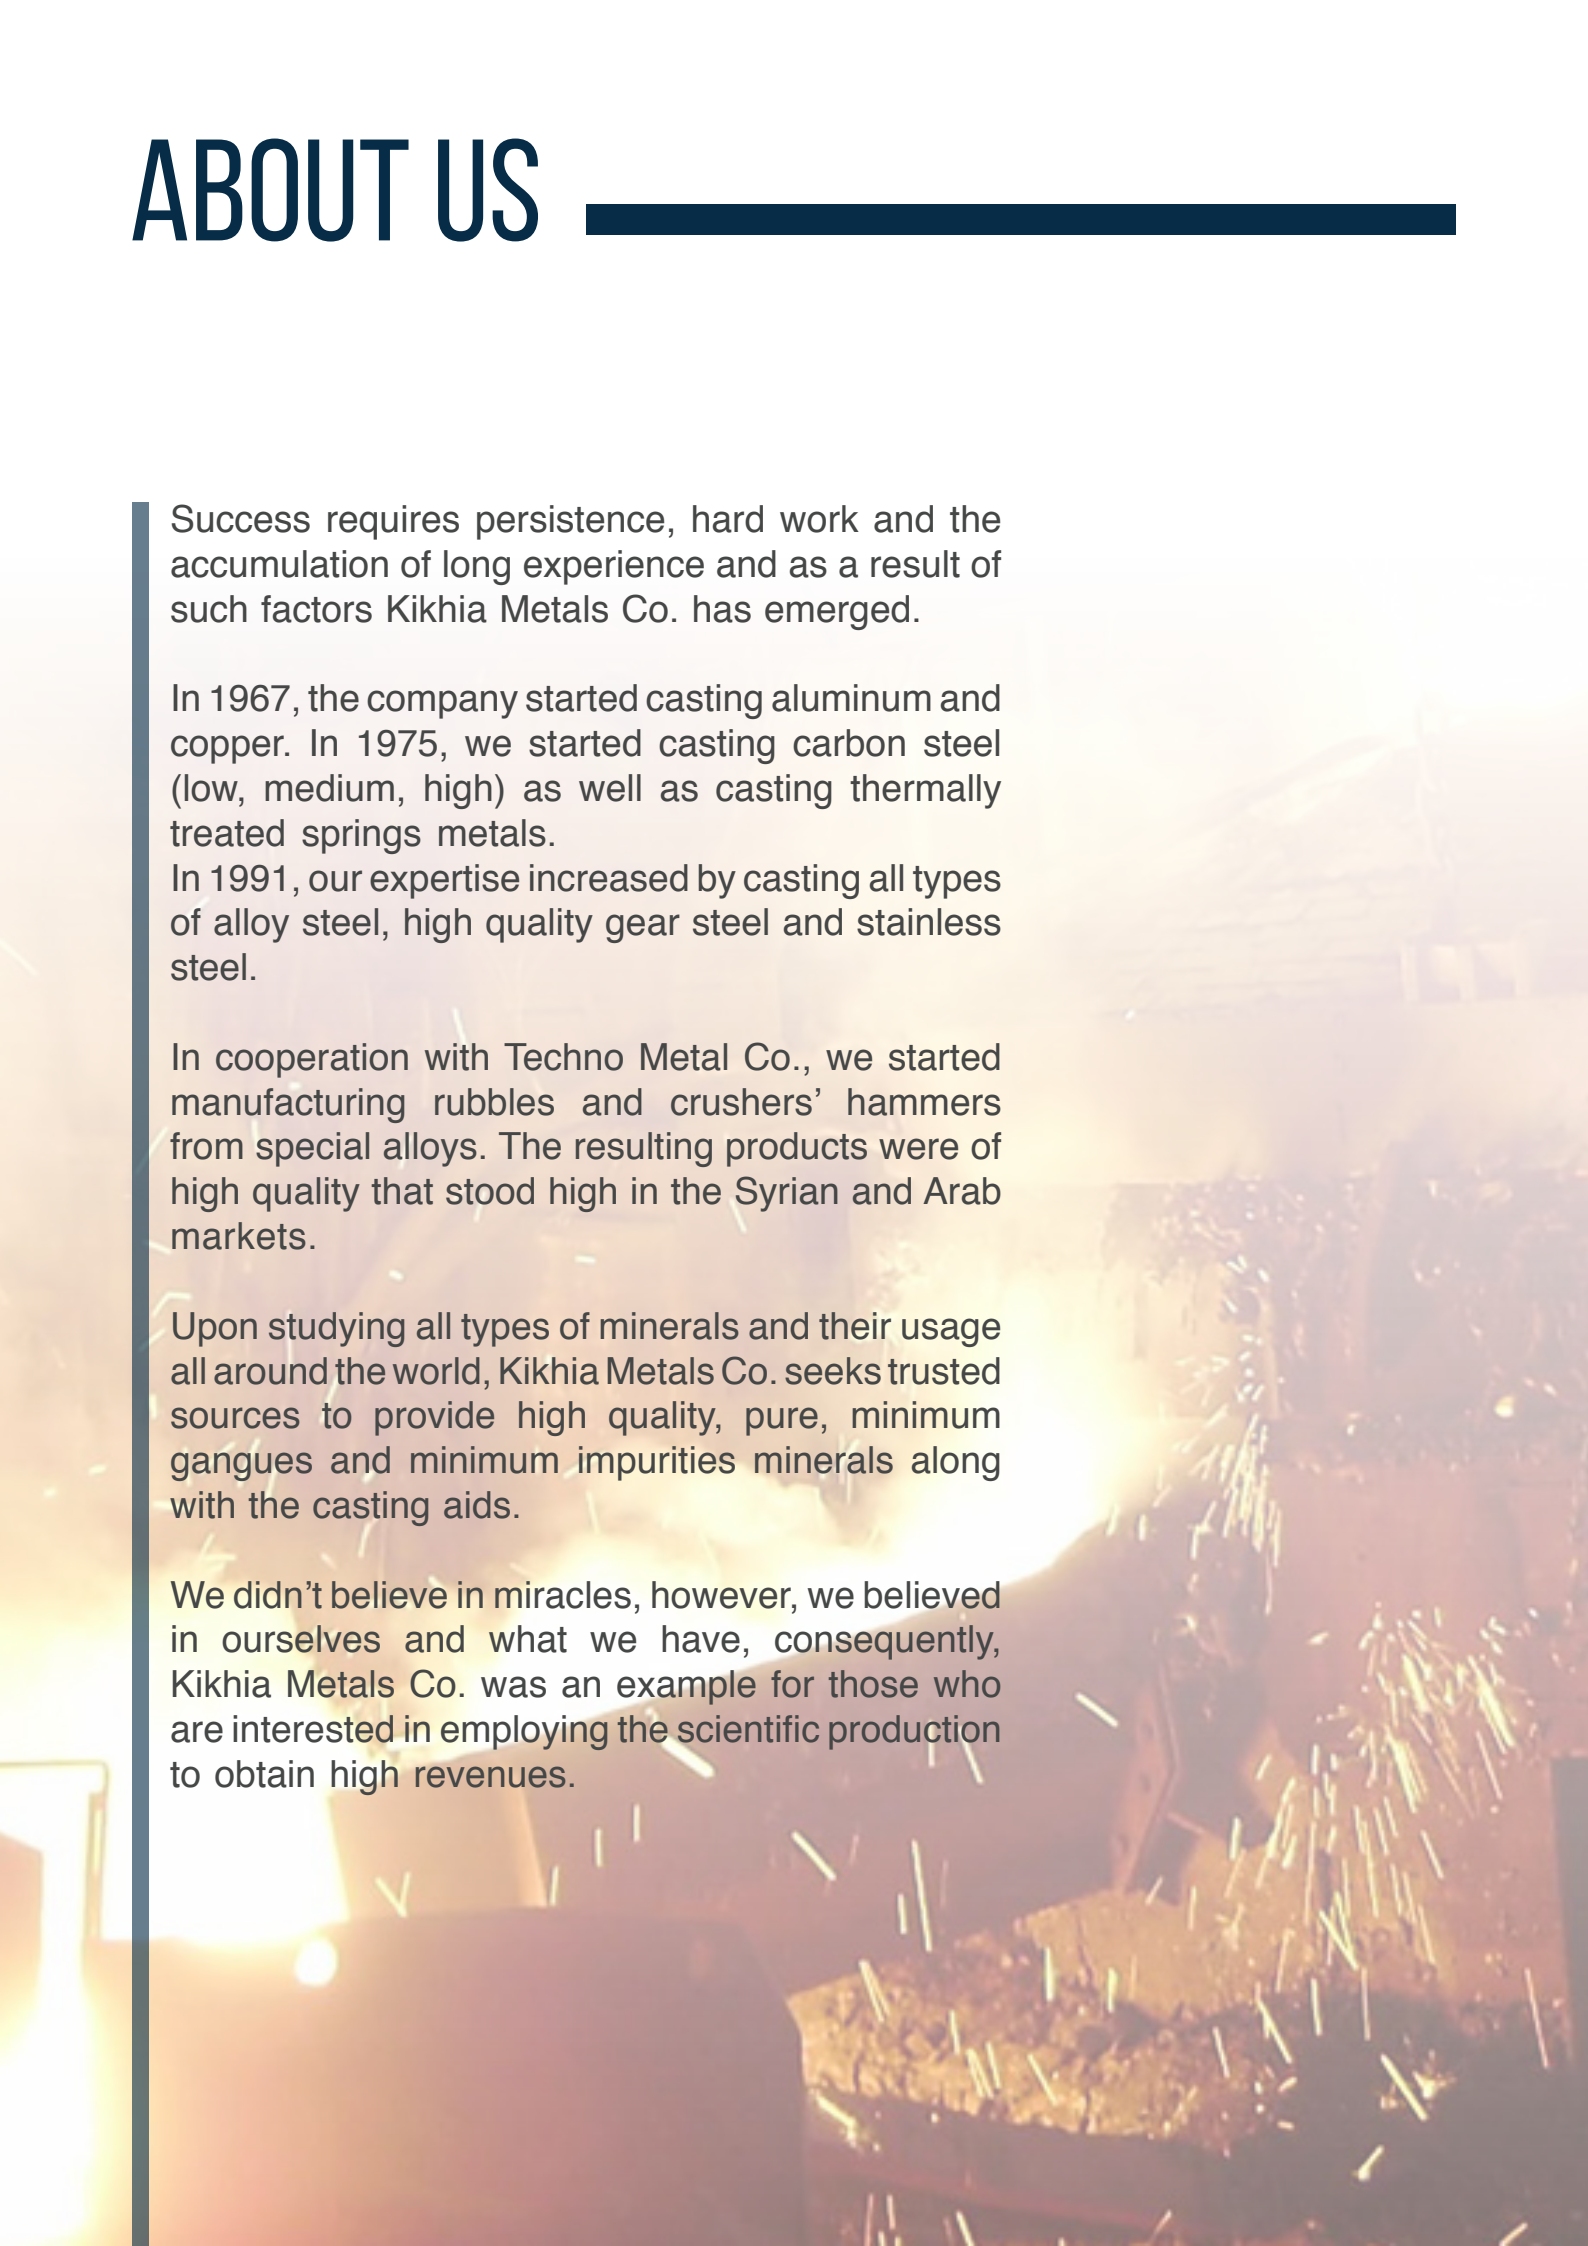 ABOUT US
Success requires persistence, hard work and the
accumulation of long experience and as a result of
such factors Kikhia Metals Co. has emerged.
In 1967, the company started casting aluminum and
copper. In 1975, we started casting carbon steel
(low, medium, high) as well as casting thermally
treated springs metals.
In 1991, our expertise increased by casting all types
of alloy steel, high quality gear steel and stainless
steel.
In cooperation with Techno Metal Co., we started
manufacturing rubbles and crushers’ hammers
from special alloys. The resulting products were of
high quality that stood high in the Syrian and Arab
markets.
Upon studying all types of minerals and their usage
all around the world, Kikhia Metals Co. seeks trusted
sources to provide high quality, pure, minimum
gangues and minimum impurities minerals along
with the casting aids.
We didn’t believe in miracles, however, we believed
in ourselves and what we have, consequently,
Kikhia Metals Co. was an example for those who
are interested in employing the scientific production
to obtain high revenues.